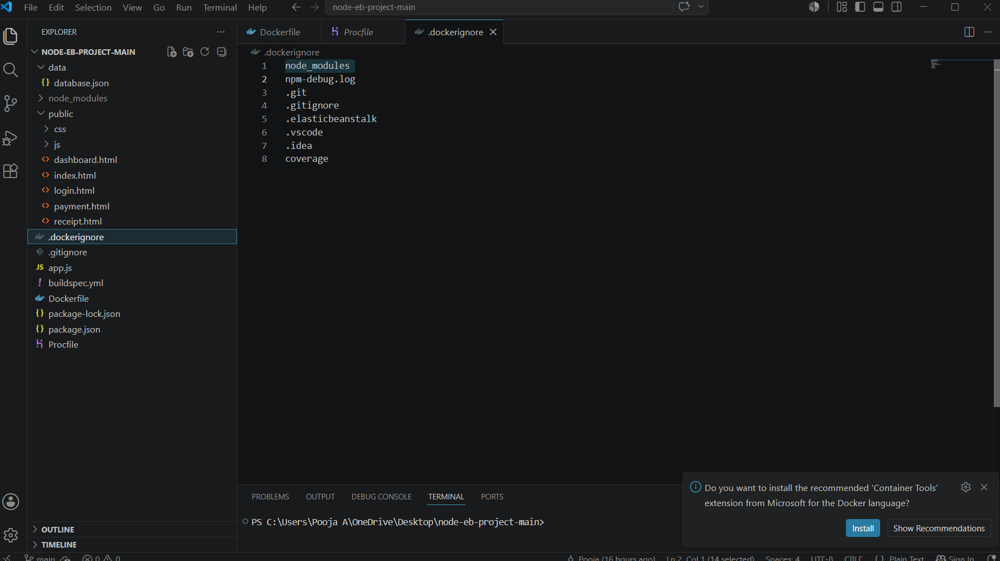 File Edit Selection View Go Run Terminal Help
node-eb-project-main
EXPLORER
NODE-EB-PROJECT-MAIN
data
database.json
node_modules
public
css
js
dashboard.html
index.html
login.html
payment.html
receipt.html
.dockerignore
.gitignore
JS app.js
! buildspec.yml
Dockerfile
{} package-lock.json
{} package.json
Procfile
OUTLINE
TIMELINE
Dockerfile Procfile .dockerignore
.dockerignore
1 node_modules
2 npm-debug.log
3 .git
4 .gitignore
5 .elasticbeanstalk
6 .vscode
7 .idea
8 coverage
PROBLEMS OUTPUT DEBUG CONSOLE TERMINAL PORTS
PS C:\Users\Pooja A\OneDrive\Desktop\node-eb-project-main>
Do you want to install the recommended 'Container Tools'
extension from Microsoft for the Docker language?
Install Show Recommendations
main 0 0 Pooja (16 hours ago) Ln 2, Col 1 (14 selected) Spaces: 4 UTF-8 CRLF {} Plain Text Sign In